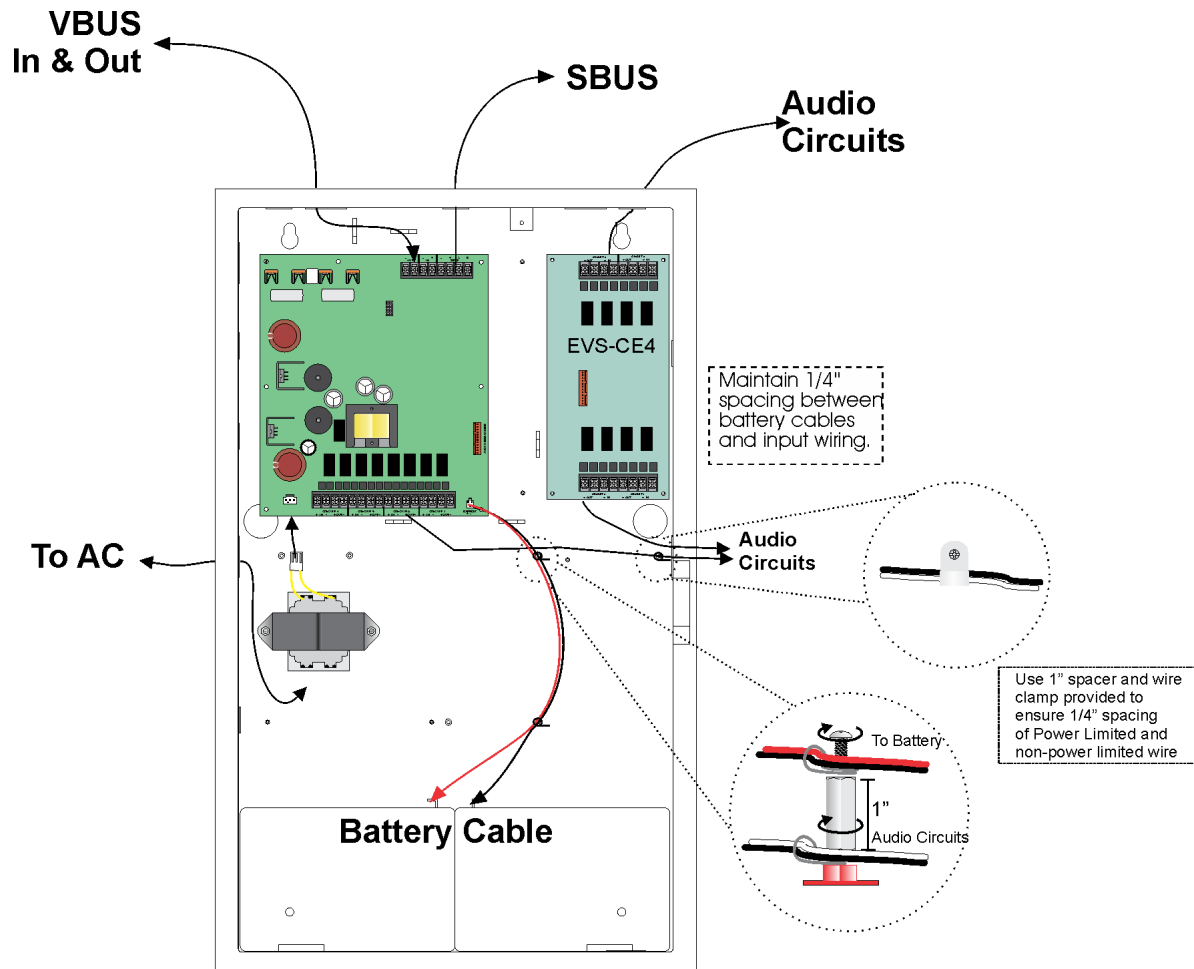 VBUS
In & Out
SBUS
Audio
Circuits
EVS-CE4
Maintain 1/4"
spacing between
battery cables
and input wiring.
To AC
Audio
Circuits
Use 1” spacer and wire
clamp provided to
ensure 1/4” spacing
of Power Limited and
non-power limited wire
To Battery
1”
Audio Circuits
Battery Cable